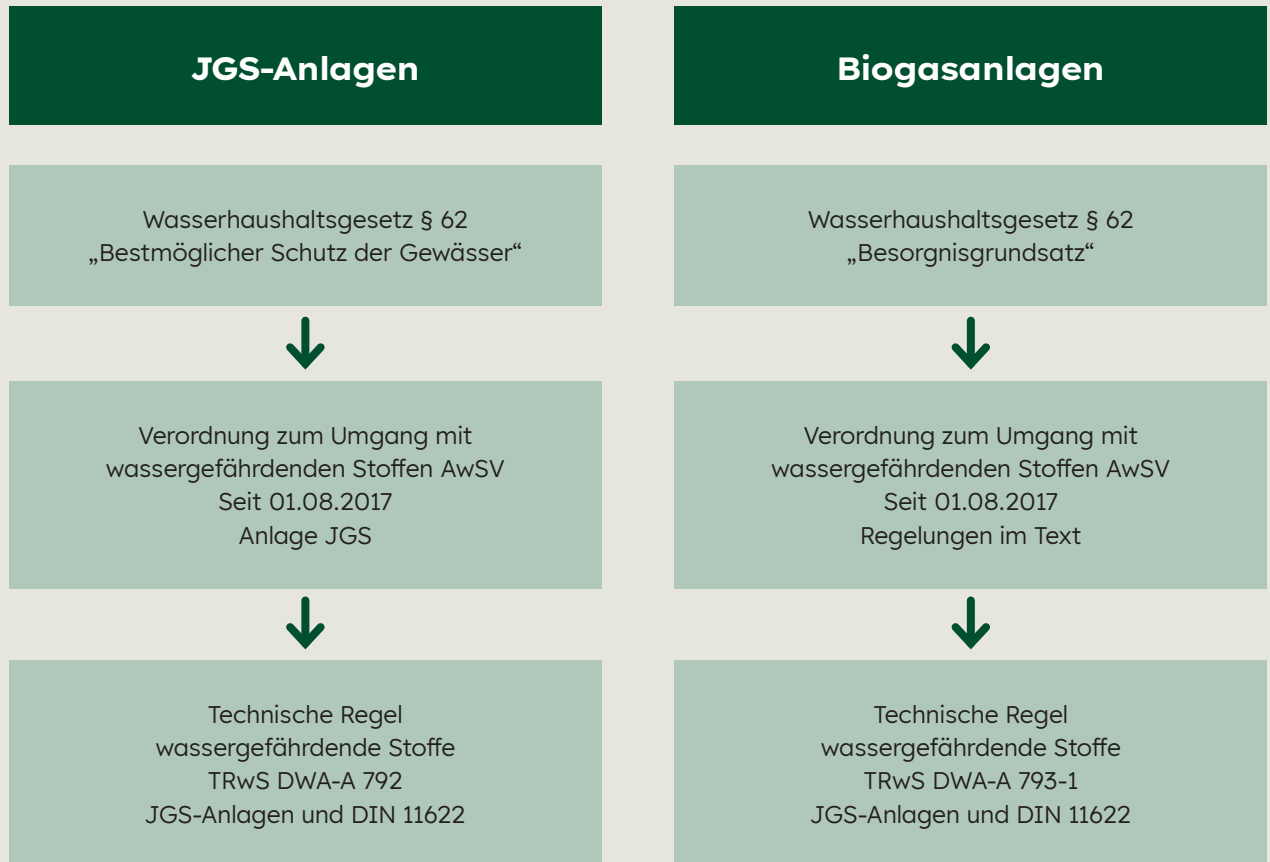 JGS-Anlagen
Wasserhaushaltsgesetz § 62
„Bestmöglicher Schutz der Gewässer“
Verordnung zum Umgang mit
wassergefährdenden Stoffen AwSV
Seit 01.08.2017
Anlage JGS
Technische Regel
wassergefährdende Stoffe
TRwS DWA-A 792
JGS-Anlagen und DIN 11622
Biogasanlagen
Wasserhaushaltsgesetz § 62
„Besorgnisgrundsatz“
Verordnung zum Umgang mit
wassergefährdenden Stoffen AwSV
Seit 01.08.2017
Regelungen im Text
Technische Regel
wassergefährdende Stoffe
TRwS DWA-A 793-1
JGS-Anlagen und DIN 11622